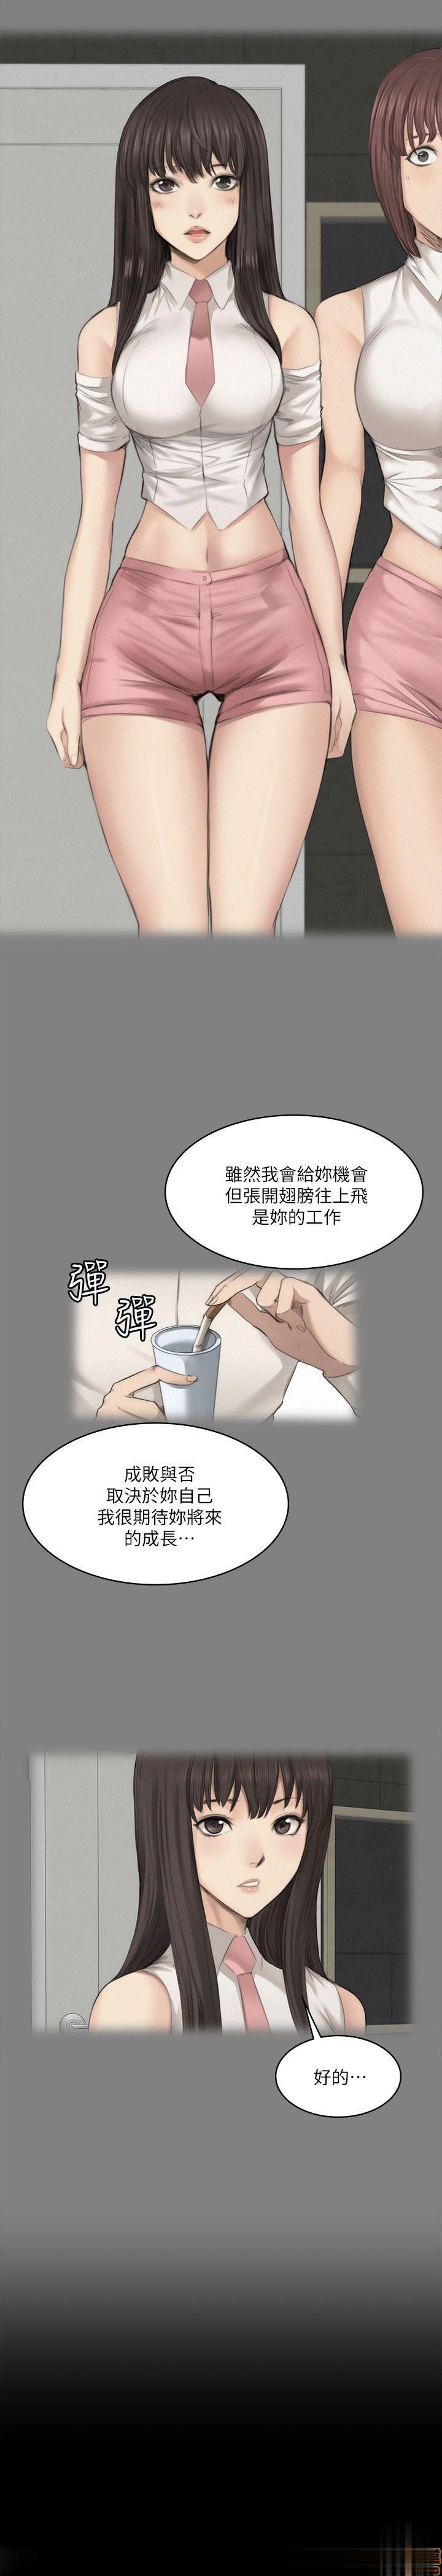 雖然我會給妳機會
但張開翅膀往上飛
是妳的工作
彈
彈
成敗與否
取決於妳自己
我很期待妳將來
的成長…
好的…